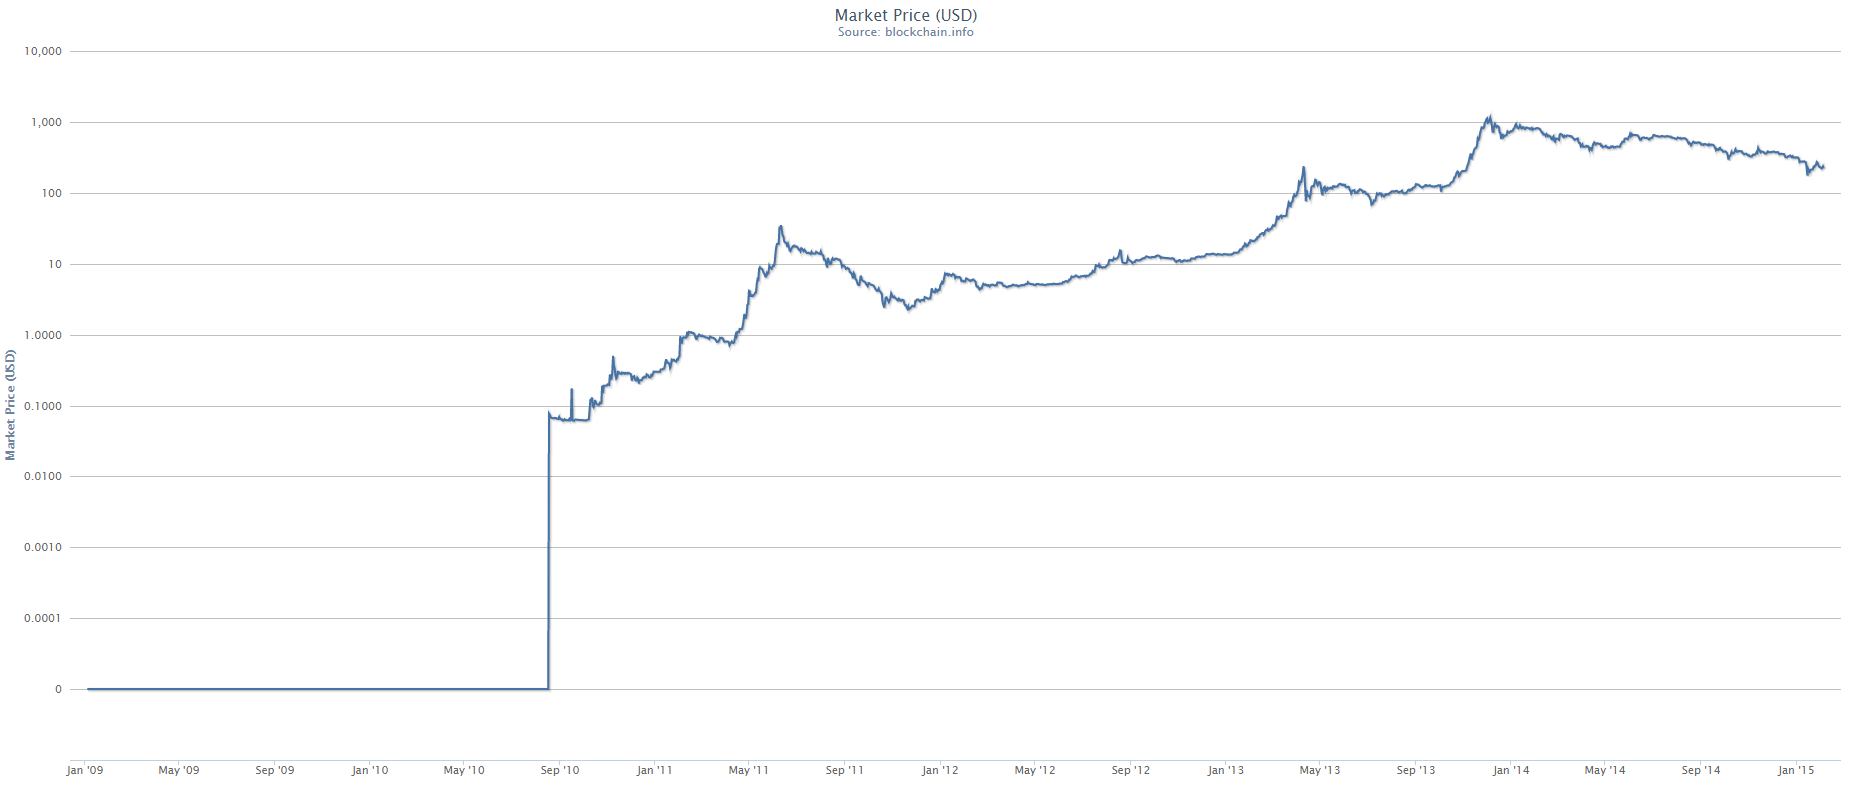 Market Price (USD)
Source: blockchain.info
10,000
1,000
100
10
1.0000
0.1000
0.0100
0.0010
0.0001
0
Market Price (USD)
Jan '09 May '09 Sep '09 Jan '10 May '10 Sep '10 Jan '11 May '11 Sep '11 Jan '12 May '12 Sep '12 Jan '13 May '13 Sep '13 Jan '14 May '14 Sep '14 Jan '15